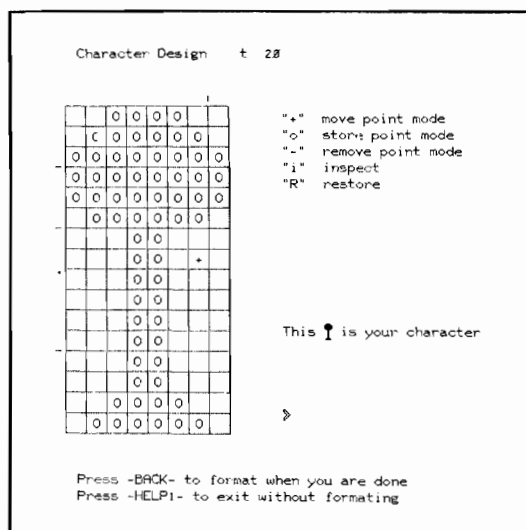 Character Design t 20
"+" move point mode
"o" store point mode
"-" remove point mode
"i" inspect
"R" restore
This is your character
Press -BACK- to format when you are done
Press -HELP1- to exit without formating